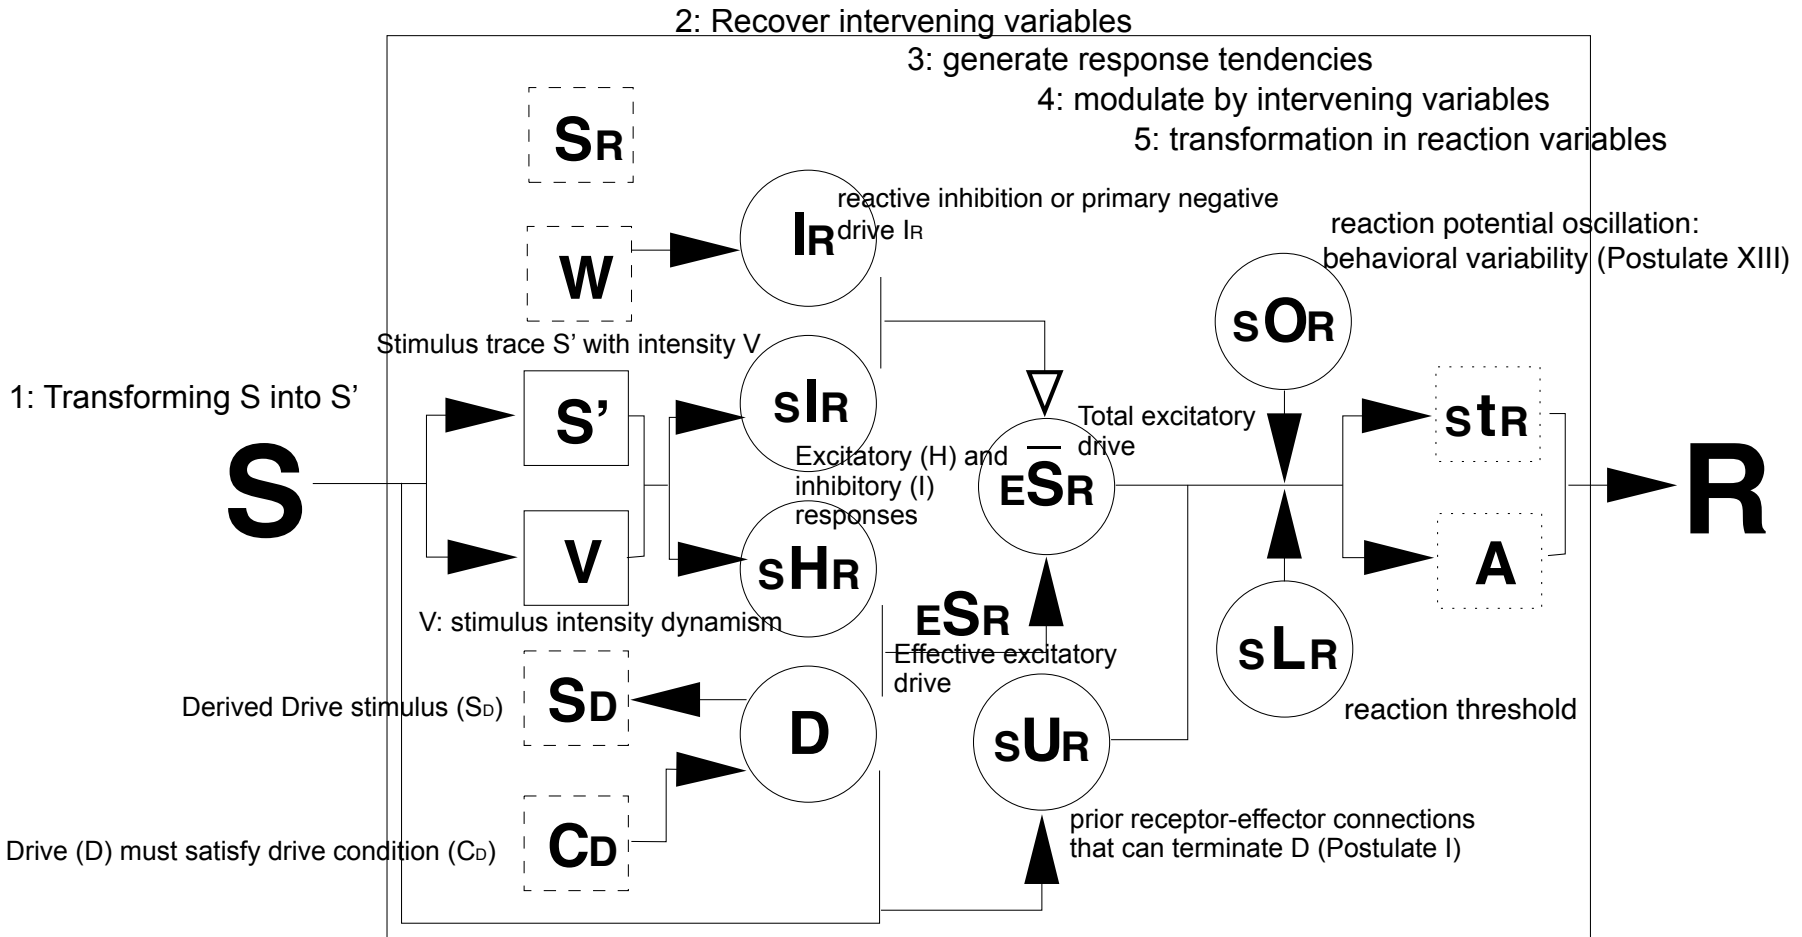 2: Recover intervening variables
3: generate response tendencies
4: modulate by intervening variables
5: transformation in reaction variables
SR
reactive inhibition or primary negative
drive IR
IR
W
reaction potential oscillation:
behavioral variability (Postulate XIII)
sOR
Stimulus trace S’ with intensity V
1: Transforming S into S’
S
S’
sIR
Total excitatory
drive
ES̅R
Excitatory (H) and
inhibitory (I)
responses
stR
R
V
sHR
A
V: stimulus intensity dynamism
ESR
Effective excitatory
drive
sLR
reaction threshold
Derived Drive stimulus (SD)
SD
D
sUR
Drive (D) must satisfy drive condition (CD)
CD
prior receptor-effector connections
that can terminate D (Postulate I)